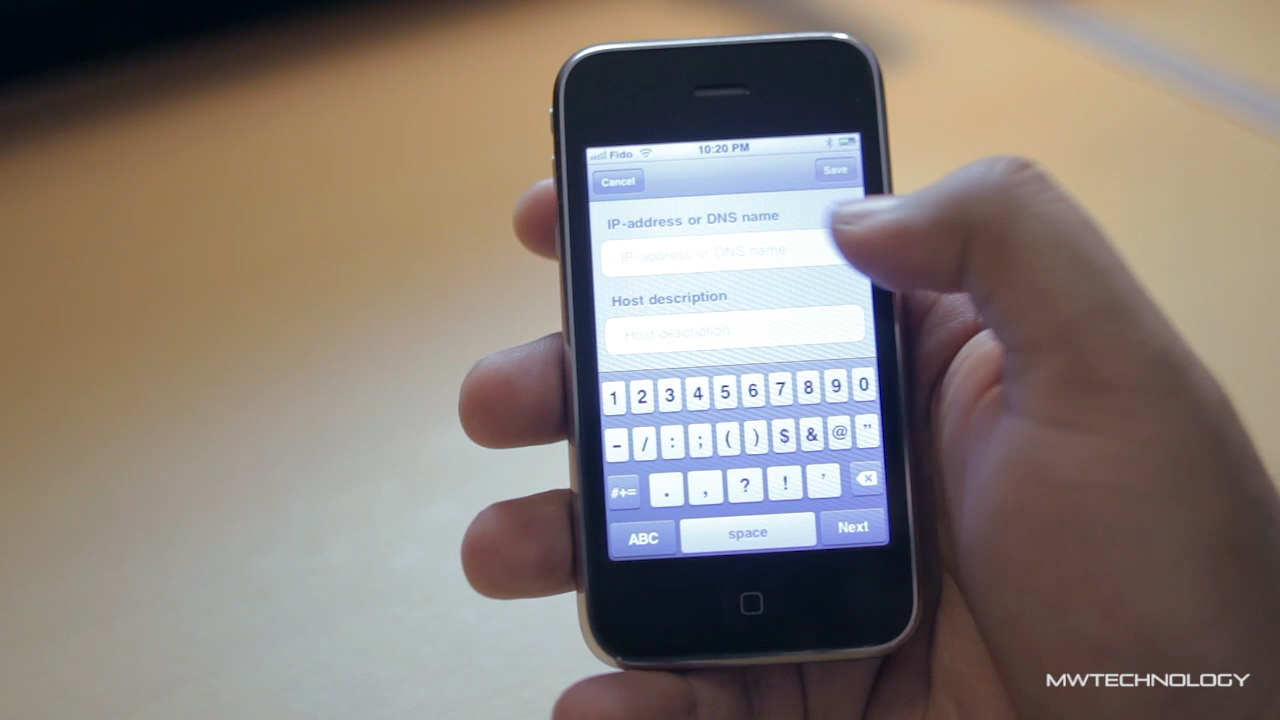 Fido 10:20 PM
Cancel Save
IP-address or DNS name
IP-address or DNS name
Host description
Host description
1 2 3 4 5 6 7 8 9 0
- / : ; ( ) $ & @ "
#+= . , ? ! '
ABC space Next
MWTECHNOLOGY